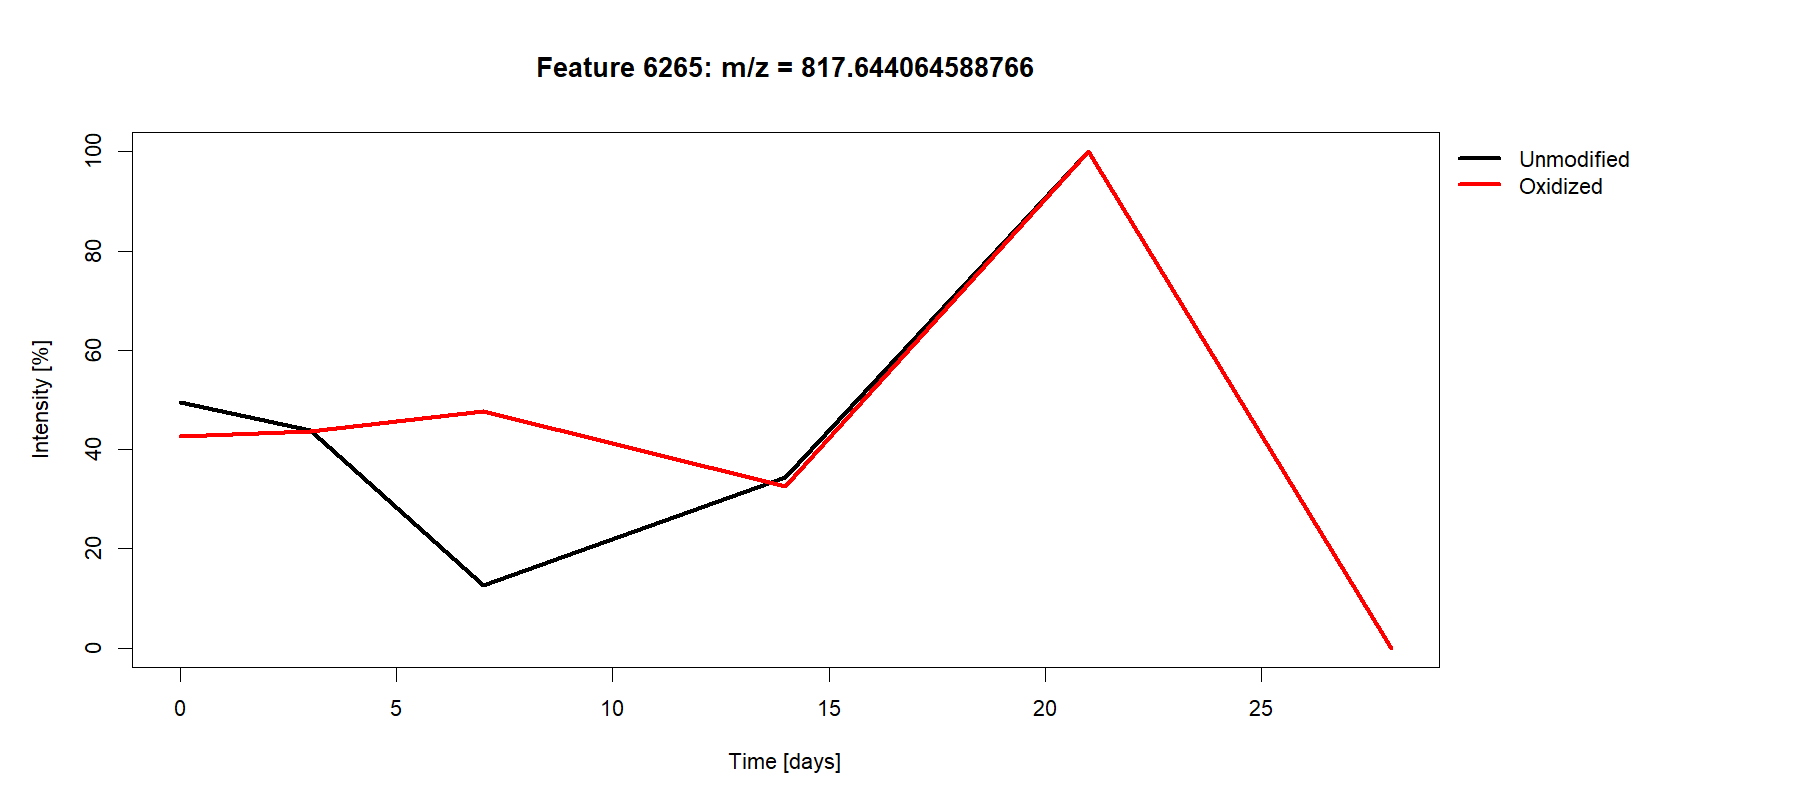 Feature 6265: m/z = 817.644064588766
Unmodified
Oxidized
Intensity [%]
100
80
60
40
20
0
0 5 10 15 20 25
Time [days]